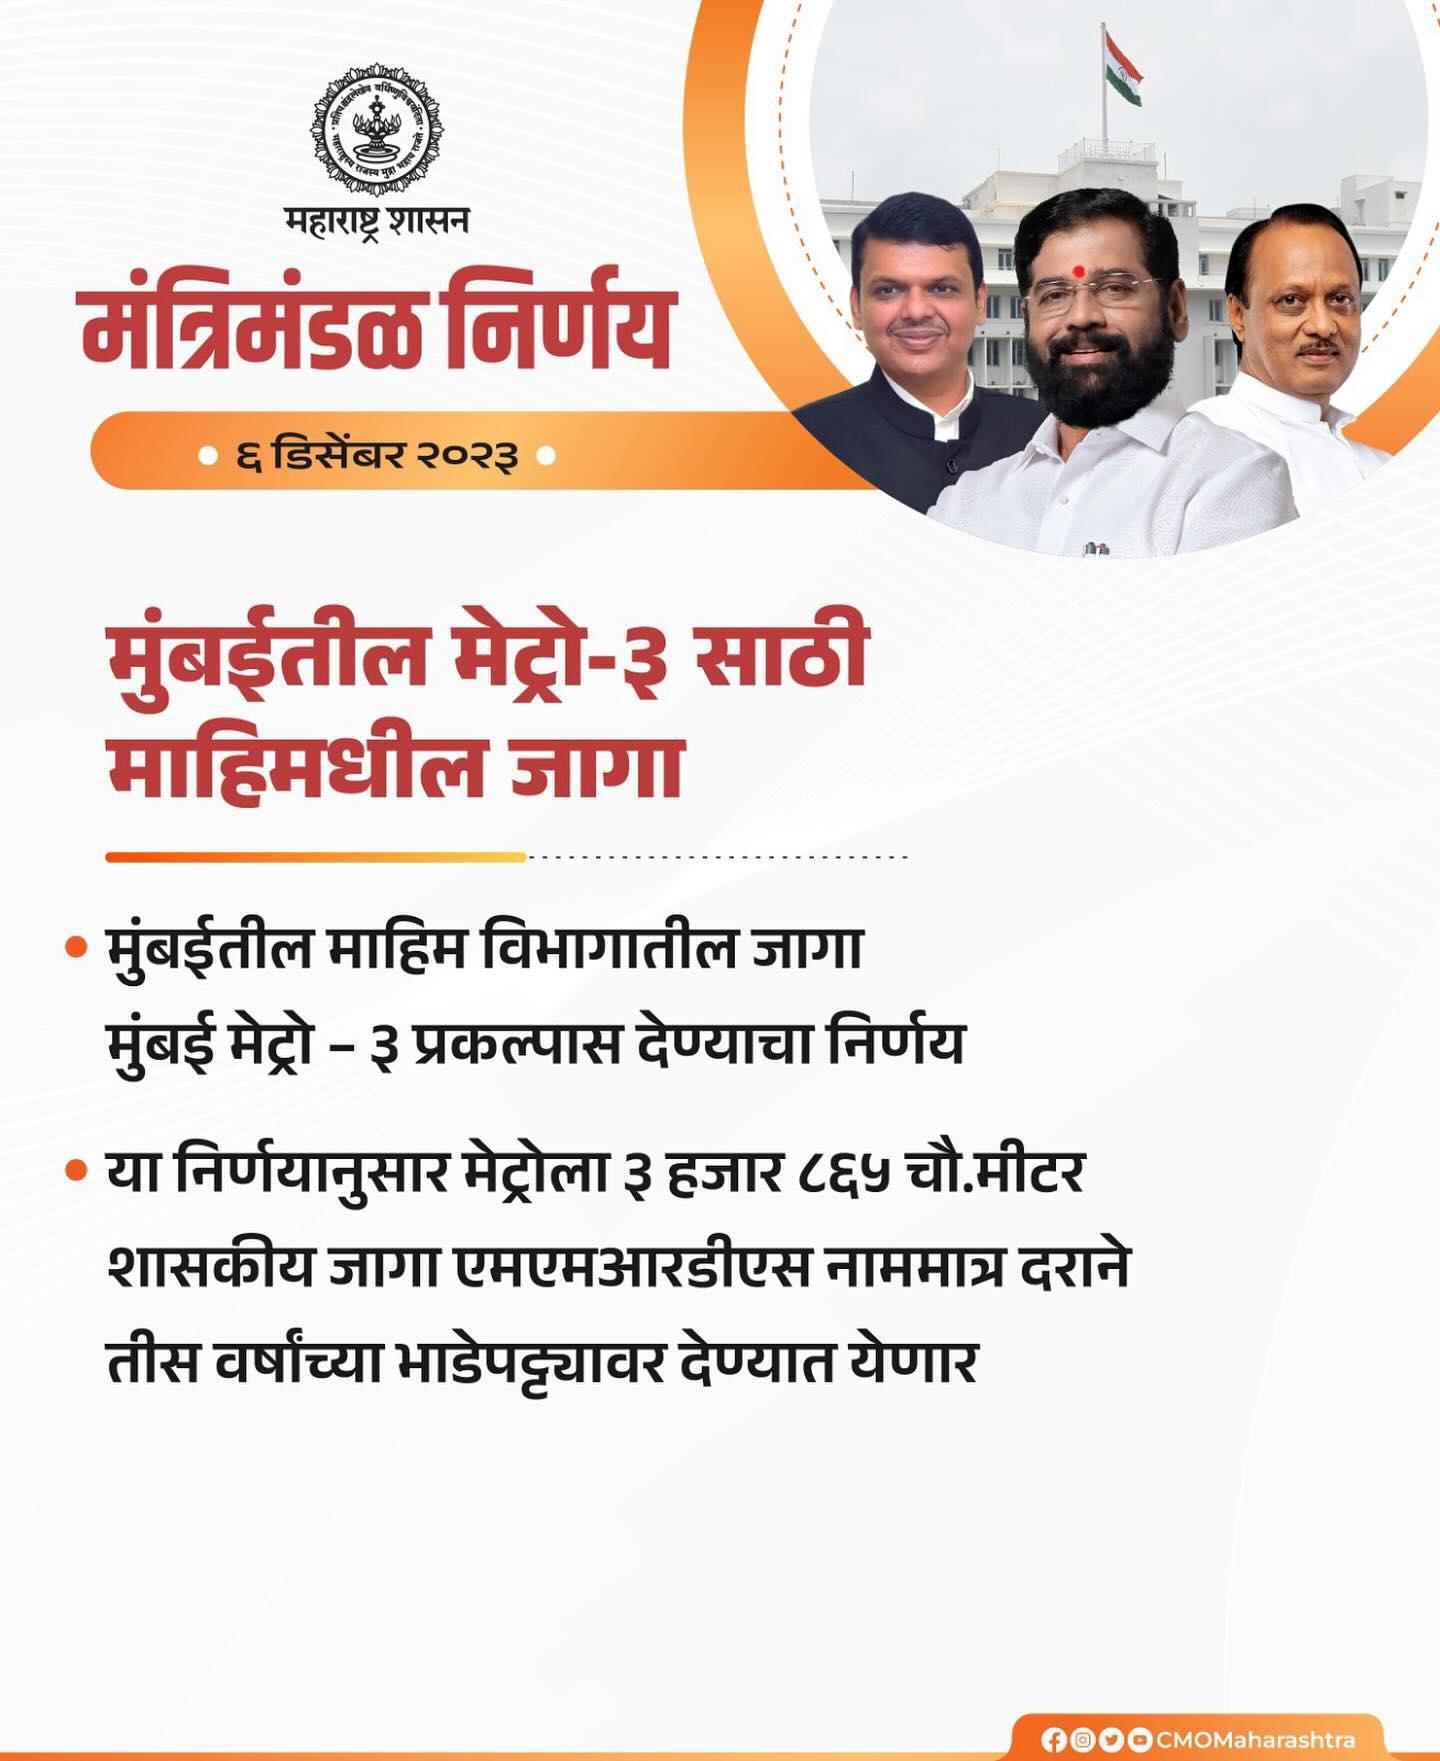 महाराष्ट्र शासन
मंत्रिमंडळ निर्णय
६ डिसेंबर २०२३
मुंबईतील मेट्रो-३ साठी
माहिमधील जागा
मुंबईतील माहिम विभागातील जागा
मुंबई मेट्रो – ३ प्रकल्पास देण्याचा निर्णय
या निर्णयानुसार मेट्रोला ३ हजार ८६५ चौ.मीटर
शासकीय जागा एमएमआरडीएस नाममात्र दराने
तीस वर्षांच्या भाडेपट्ट्यावर देण्यात येणार
CMOMaharashtra